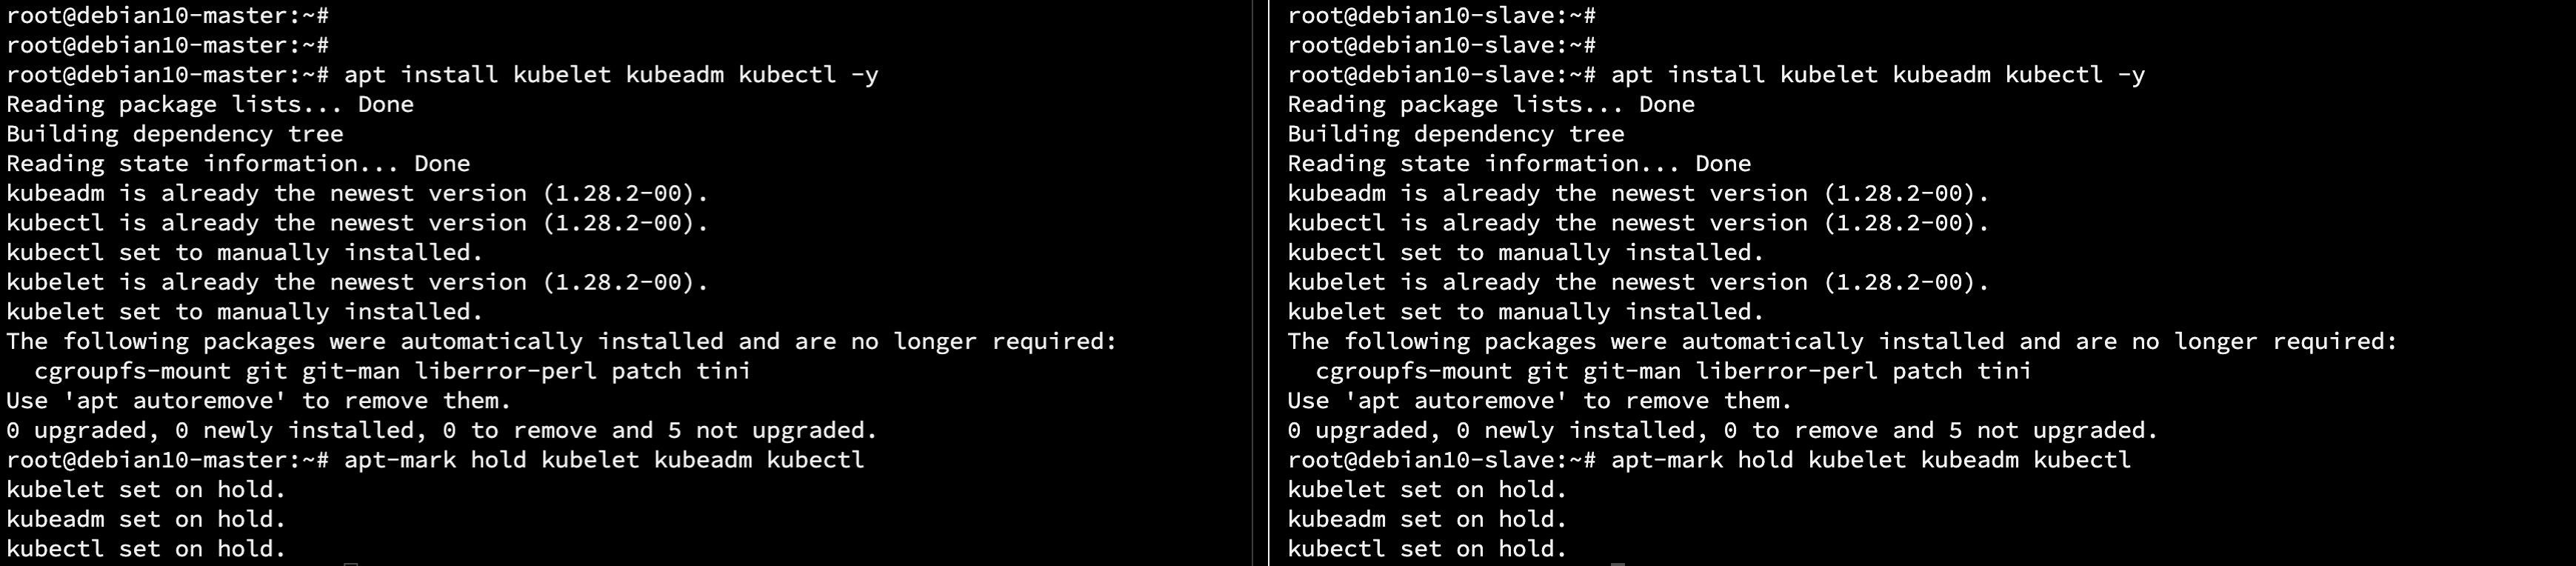 root@debian10-master:~#
root@debian10-master:~#
root@debian10-master:~# apt install kubelet kubeadm kubectl -y
Reading package lists... Done
Building dependency tree
Reading state information... Done
kubeadm is already the newest version (1.28.2-00).
kubectl is already the newest version (1.28.2-00).
kubectl set to manually installed.
kubelet is already the newest version (1.28.2-00).
kubelet set to manually installed.
The following packages were automatically installed and are no longer required:
  cgroupfs-mount git git-man liberror-perl patch tini
Use 'apt autoremove' to remove them.
0 upgraded, 0 newly installed, 0 to remove and 5 not upgraded.
root@debian10-master:~# apt-mark hold kubelet kubeadm kubectl
kubelet set on hold.
kubeadm set on hold.
kubectl set on hold.
root@debian10-slave:~#
root@debian10-slave:~#
root@debian10-slave:~# apt install kubelet kubeadm kubectl -y
Reading package lists... Done
Building dependency tree
Reading state information... Done
kubeadm is already the newest version (1.28.2-00).
kubectl is already the newest version (1.28.2-00).
kubectl set to manually installed.
kubelet is already the newest version (1.28.2-00).
kubelet set to manually installed.
The following packages were automatically installed and are no longer required:
  cgroupfs-mount git git-man liberror-perl patch tini
Use 'apt autoremove' to remove them.
0 upgraded, 0 newly installed, 0 to remove and 5 not upgraded.
root@debian10-slave:~# apt-mark hold kubelet kubeadm kubectl
kubelet set on hold.
kubeadm set on hold.
kubectl set on hold.